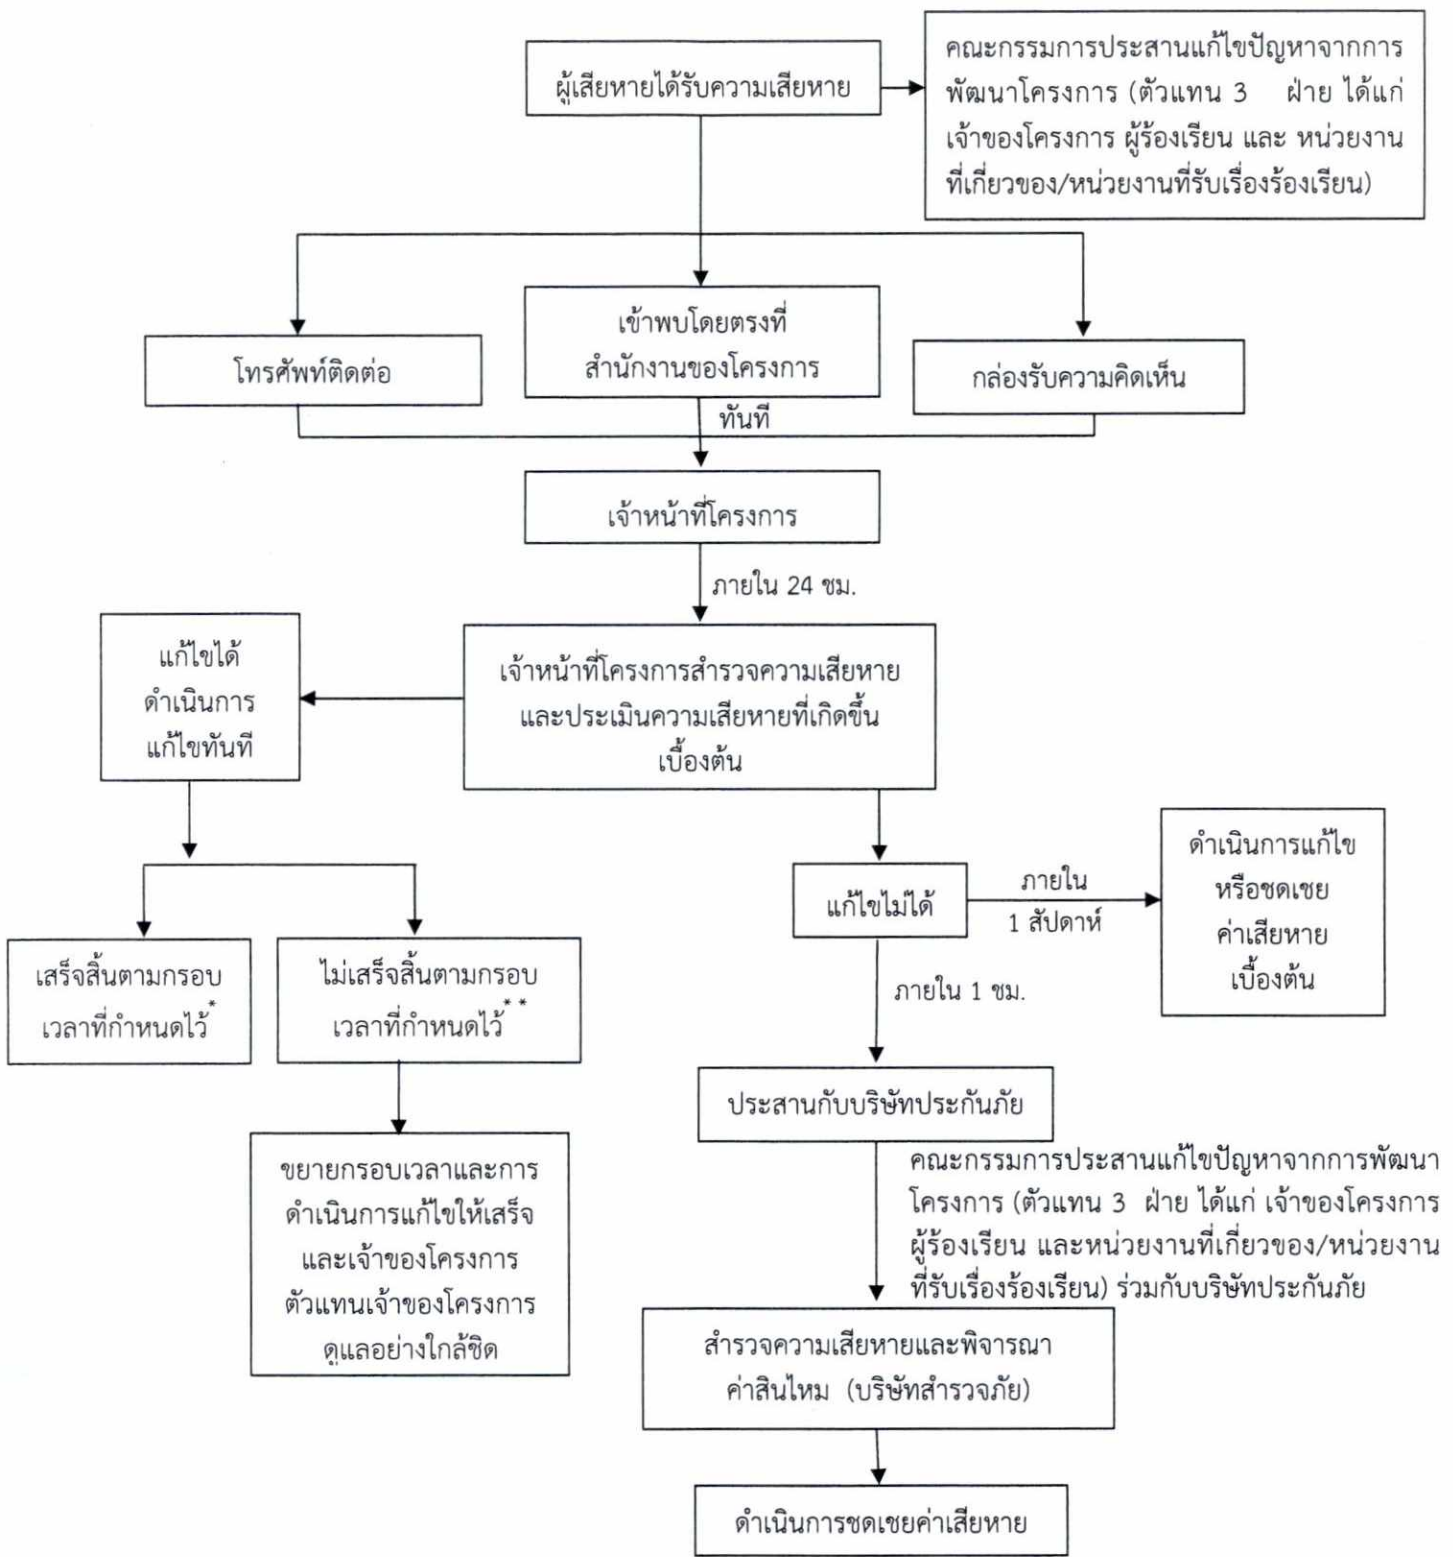 ผู้เสียหายได้รับความเสียหาย
คณะกรรมการประสานแก้ไขปัญหาจากการ
พัฒนาโครงการ (ตัวแทน 3 ฝ่าย ได้แก่
เจ้าของโครงการ ผู้ร้องเรียน และ หน่วยงาน
ที่เกี่ยวของ/หน่วยงานที่รับเรื่องร้องเรียน)
โทรศัพท์ติดต่อ
เข้าพบโดยตรงที่
สำนักงานของโครงการ
กล่องรับความคิดเห็น
ทันที
เจ้าหน้าที่โครงการ
ภายใน 24 ชม.
แก้ไขได้
ดำเนินการ
แก้ไขทันที
เจ้าหน้าที่โครงการสำรวจความเสียหาย
และประเมินความเสียหายที่เกิดขึ้น
เบื้องต้น
แก้ไขไม่ได้
ภายใน
1 สัปดาห์
ดำเนินการแก้ไข
หรือชดเชย
ค่าเสียหาย
เบื้องต้น
เสร็จสิ้นตามกรอบ
เวลาที่กำหนดไว้*
ไม่เสร็จสิ้นตามกรอบ
เวลาที่กำหนดไว้**
ภายใน 1 ชม.
ประสานกับบริษัทประกันภัย
ขยายกรอบเวลาและการ
ดำเนินการแก้ไขให้เสร็จ
และเจ้าของโครงการ
ตัวแทนเจ้าของโครงการ
ดูแลอย่างใกล้ชิด
คณะกรรมการประสานแก้ไขปัญหาจากการพัฒนา
โครงการ (ตัวแทน 3 ฝ่าย ได้แก่ เจ้าของโครงการ
ผู้ร้องเรียน และหน่วยงานที่เกี่ยวของ/หน่วยงาน
ที่รับเรื่องร้องเรียน) ร่วมกับบริษัทประกันภัย
สำรวจความเสียหายและพิจารณา
ค่าสินไหม (บริษัทสำรวจภัย)
ดำเนินการชดเชยค่าเสียหาย